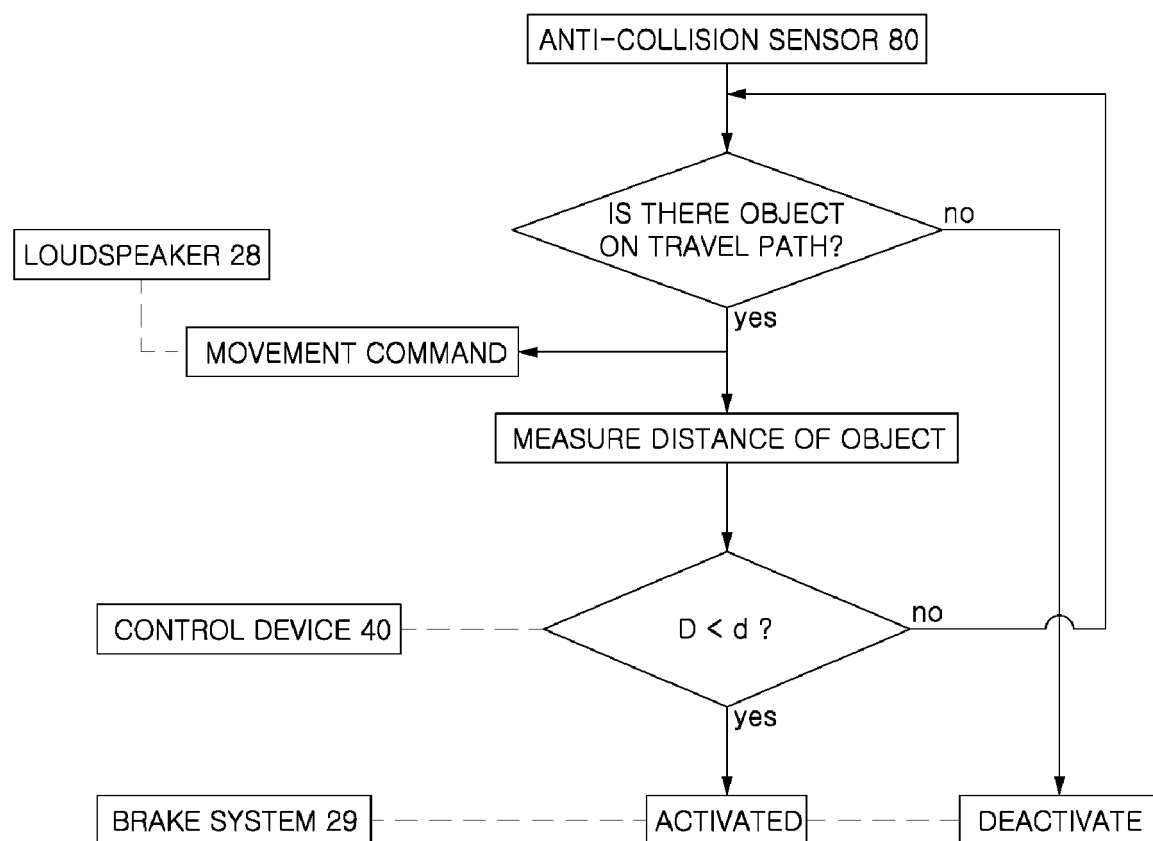 ANTI-COLLISION SENSOR 80
IS THERE OBJECT
ON TRAVEL PATH?
no
LOUDSPEAKER 28
yes
MOVEMENT COMMAND
MEASURE DISTANCE OF OBJECT
CONTROL DEVICE 40
D < d ?
no
yes
BRAKE SYSTEM 29
ACTIVATED
DEACTIVATE